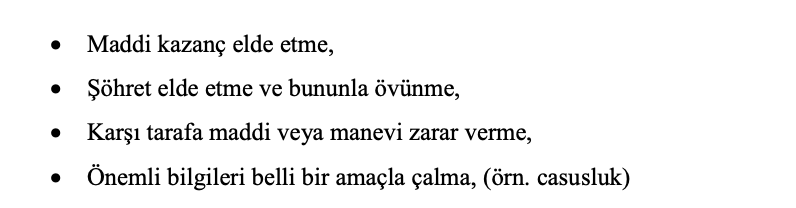 • Maddi kazanç elde etme,
• Şöhret elde etme ve bununla övünme,
• Karşı tarafa maddi veya manevi zarar verme,
• Önemli bilgileri belli bir amaçla çalma, (örn. casusluk)